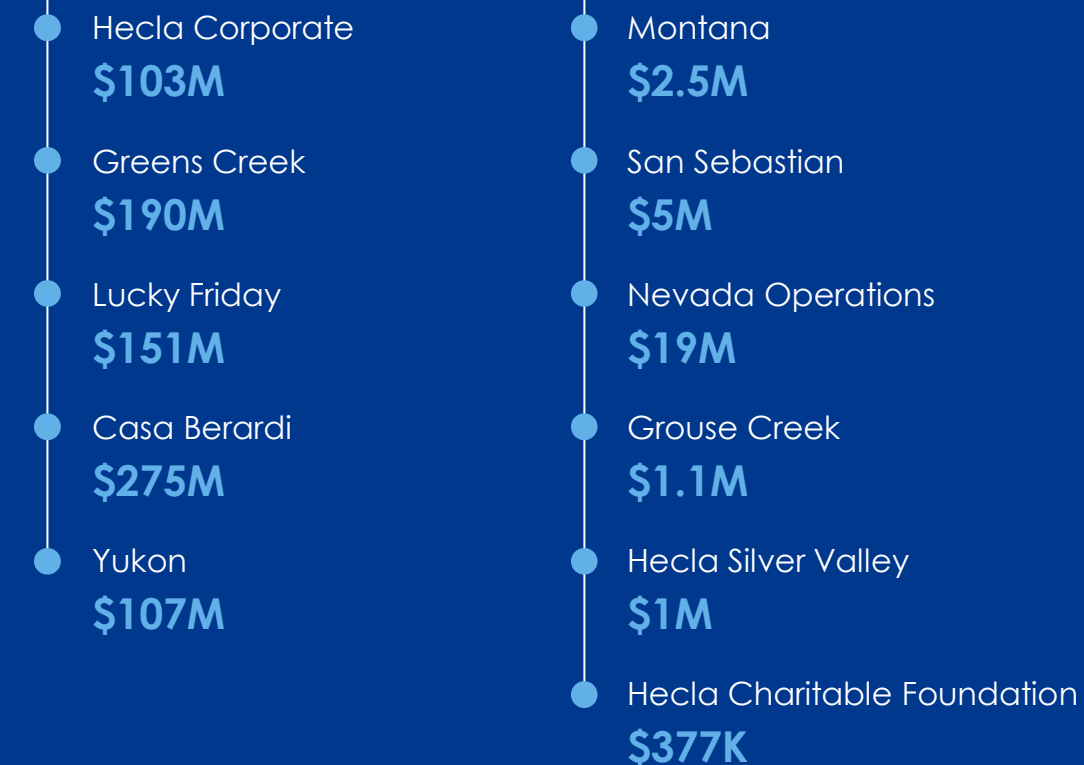 Hecla Corporate
$103M
Greens Creek
$190M
Lucky Friday
$151M
Casa Berardi
$275M
Yukon
$107M
Montana
$2.5M
San Sebastian
$5M
Nevada Operations
$19M
Grouse Creek
$1.1M
Hecla Silver Valley
$1M
Hecla Charitable Foundation
$377K